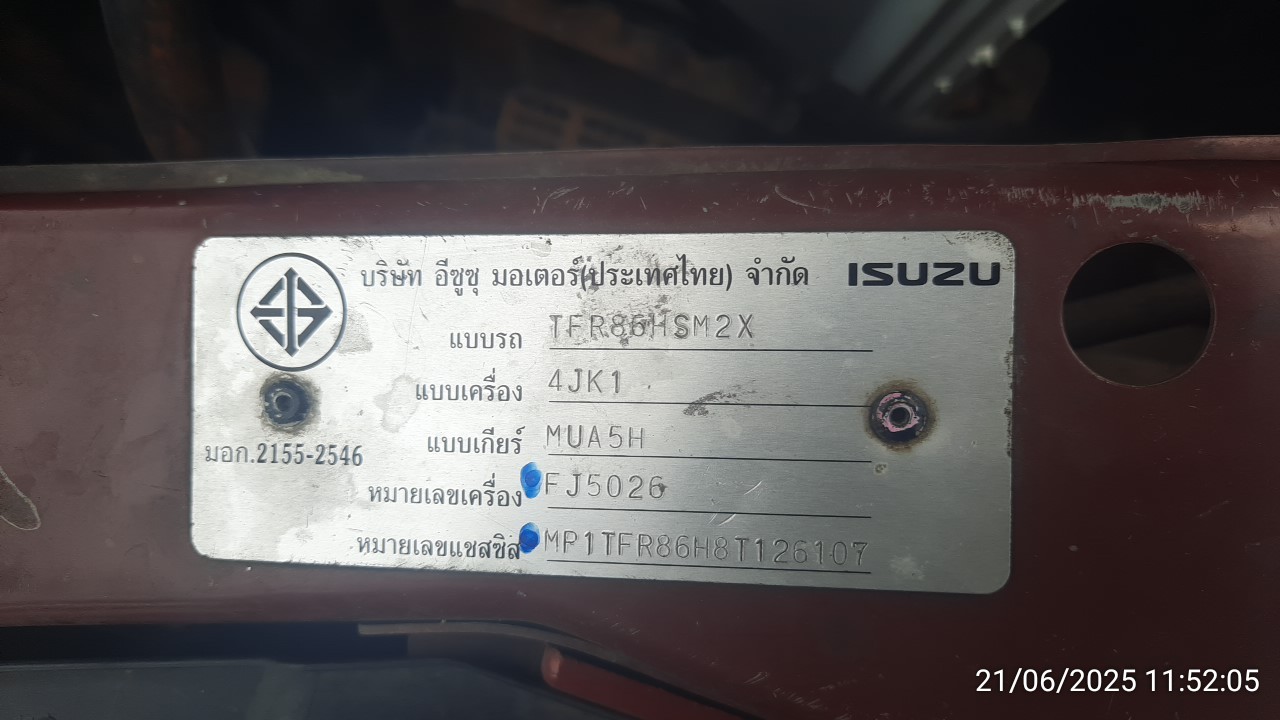 บริษัท อีซูซุ มอเตอร์(ประเทศไทย) จำกัด ISUZU
แบบรถ TFR86HSM2X
แบบเครื่อง 4JK1
แบบเกียร์ MUA5H
มอก.2155-2546
หมายเลขเครื่อง FJ5026
หมายเลขแชสซิส MP1TFR86H8T126107
21/06/2025 11:52:05